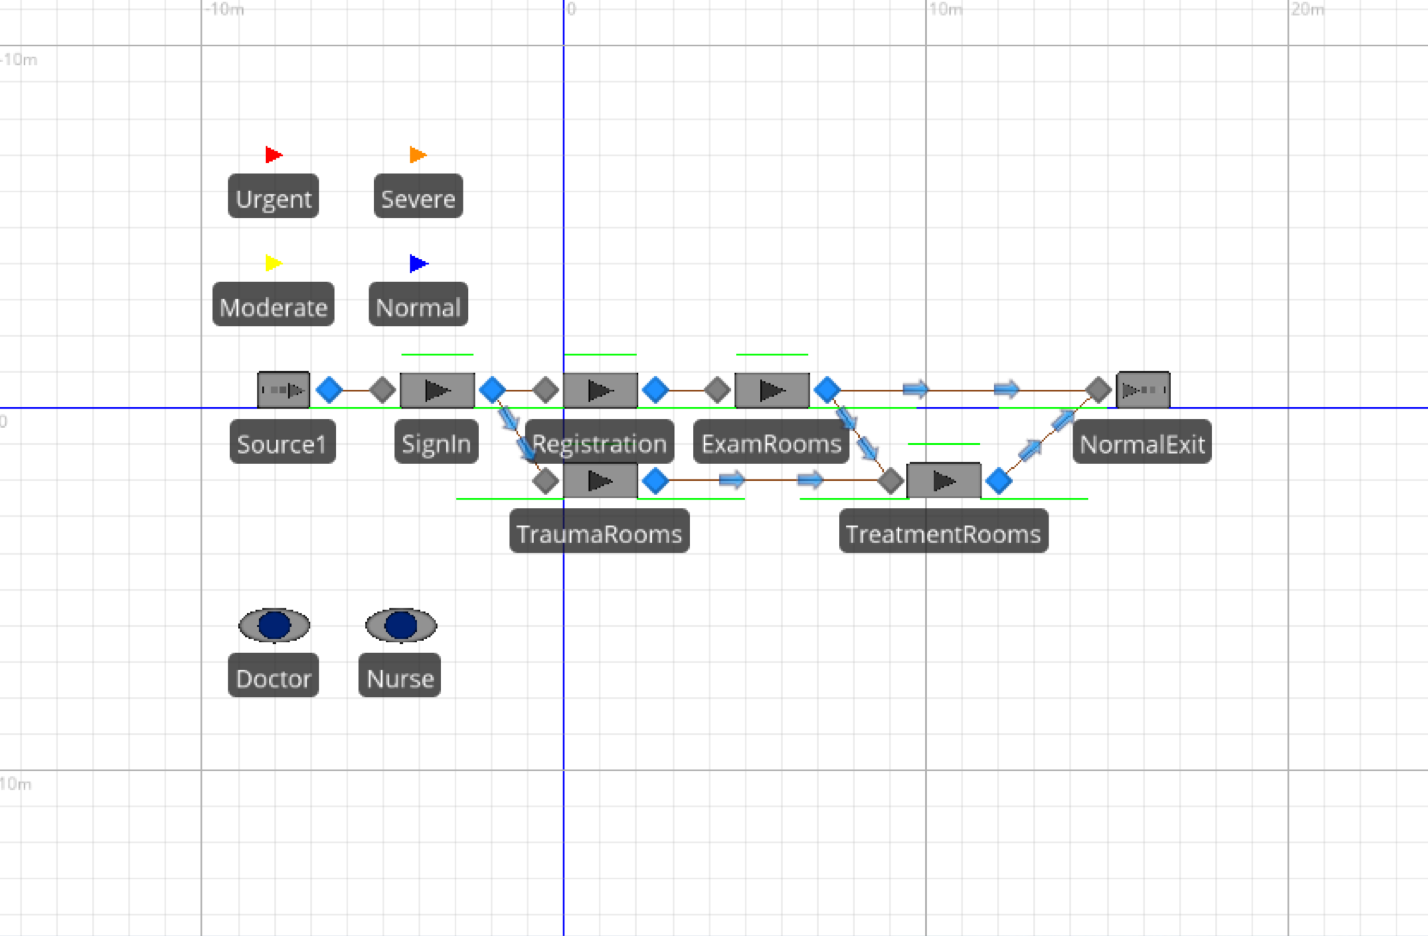 -10m
0
10m
20m
-10m
Urgent
Severe
Moderate
Normal
0
Source1
SignIn
Registration
ExamRooms
NormalExit
TraumaRooms
TreatmentRooms
Doctor
Nurse
10m